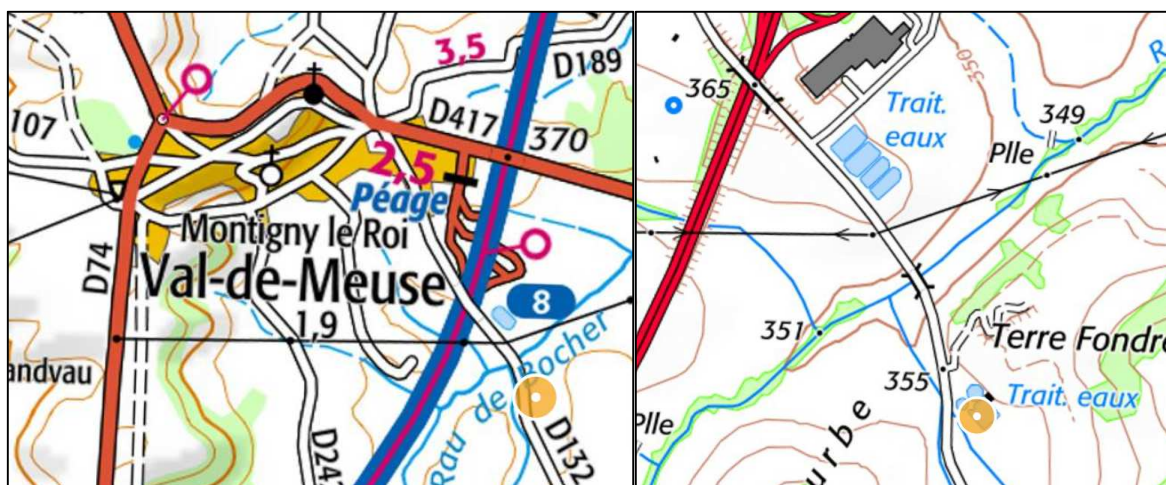 3,5
D189
107
D417
370
2,5
Péage
Montigny le Roi
D74
Val-de-Meuse
8
1,9
andvau
Rau de Rocher
D132
365
350
Trait.
eaux
349
Plle
351
Terre Fondr
355
Trait. eaux
Plle
urbe
R